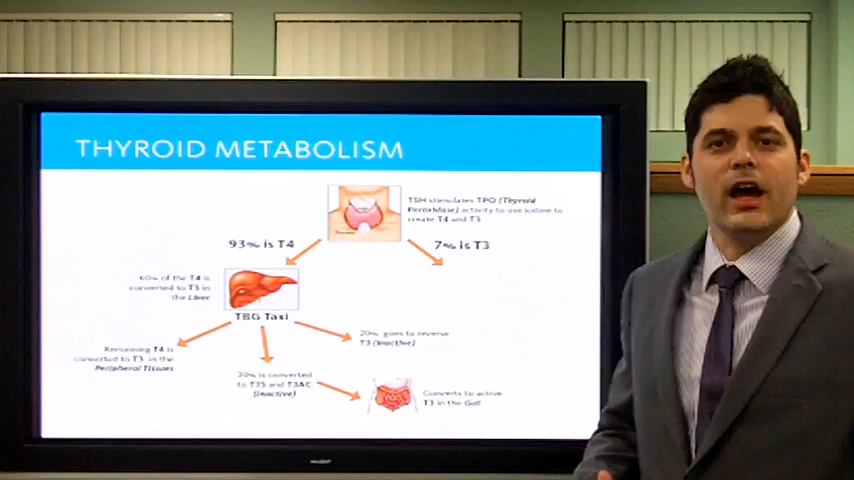 THYROID METABOLISM
TSH stimulates TPO (Thyroid
Peroxidase) activity to use iodine to
create T4 and T3
93% is T4
7% is T3
60% of the T4 is
converted to T3 in
the Liver
TBG Taxi
20% goes to reverse
T3 (Inactive)
Remaining T4 is
converted to T3 in the
Peripheral Tissues
20% is converted
to T3S and T3AC
(Inactive)
Converts to active
T3 in the Gut